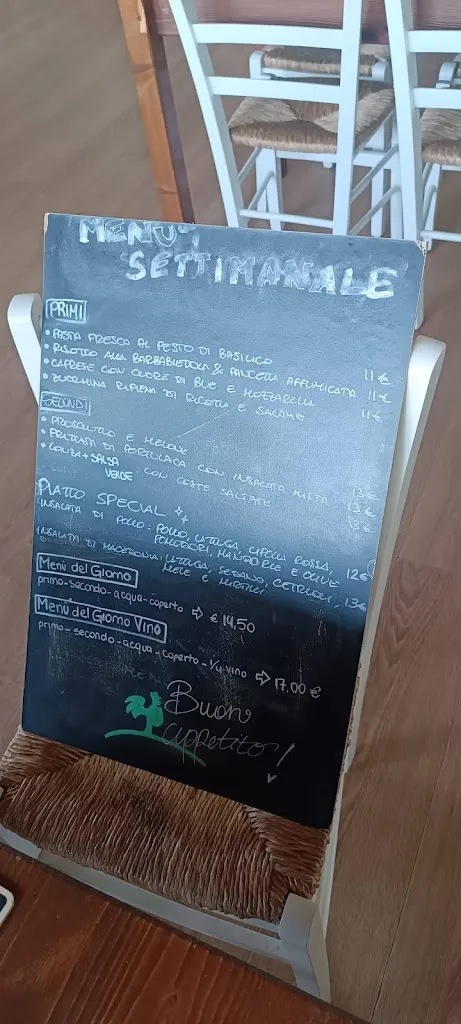 MENU' SETTIMANALE
PRIMI
• PASTA FRESCA AL PESTO DI BASILICO
• RISOTTO ALLA BARBABIETOLA & PANCETTA AFFUMICATA 11€
• CAPRESE CON CUORE DI BUE E MOZZARELLA 11€
• ZUCCHINA RIPIENA DI RICOTTA E SALAME 11€
SECONDI
• PROSCIUTTO E MELONE
• FRITTATA DI PORTULACA CON INSALATA MISTA 13€
• LONZA + SALSA VERDE CON COSTE SALTATE 13€
13€
PIATTO SPECIAL
INSALATA DI POLLO: POLLO, LATTUGA, CIPOLLA ROSSA,
POMODORI, MANDORLE E OLIVE 12€
INSALATA DI MACEDONIA: LATTUGA, SEDANO, CETRIOLI,
MELE E MIRTILLI 13€
Menù del Giorno
primo-secondo-acqua-coperto ⇨ € 14,50
Menù del Giorno Vino
primo-secondo-acqua-coperto-¼ vino ⇨ 17,00 €
Buon
appetito!